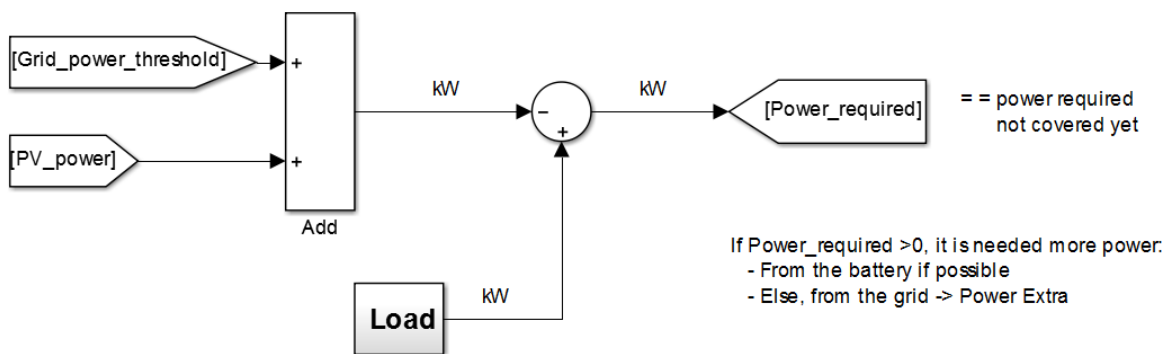 [Grid_power_threshold]
+
kW
kW
[Power_required]
= = power required
not covered yet
-
+
[PV_power]
+
Add
If Power_required >0, it is needed more power:
- From the battery if possible
- Else, from the grid -> Power Extra
kW
Load